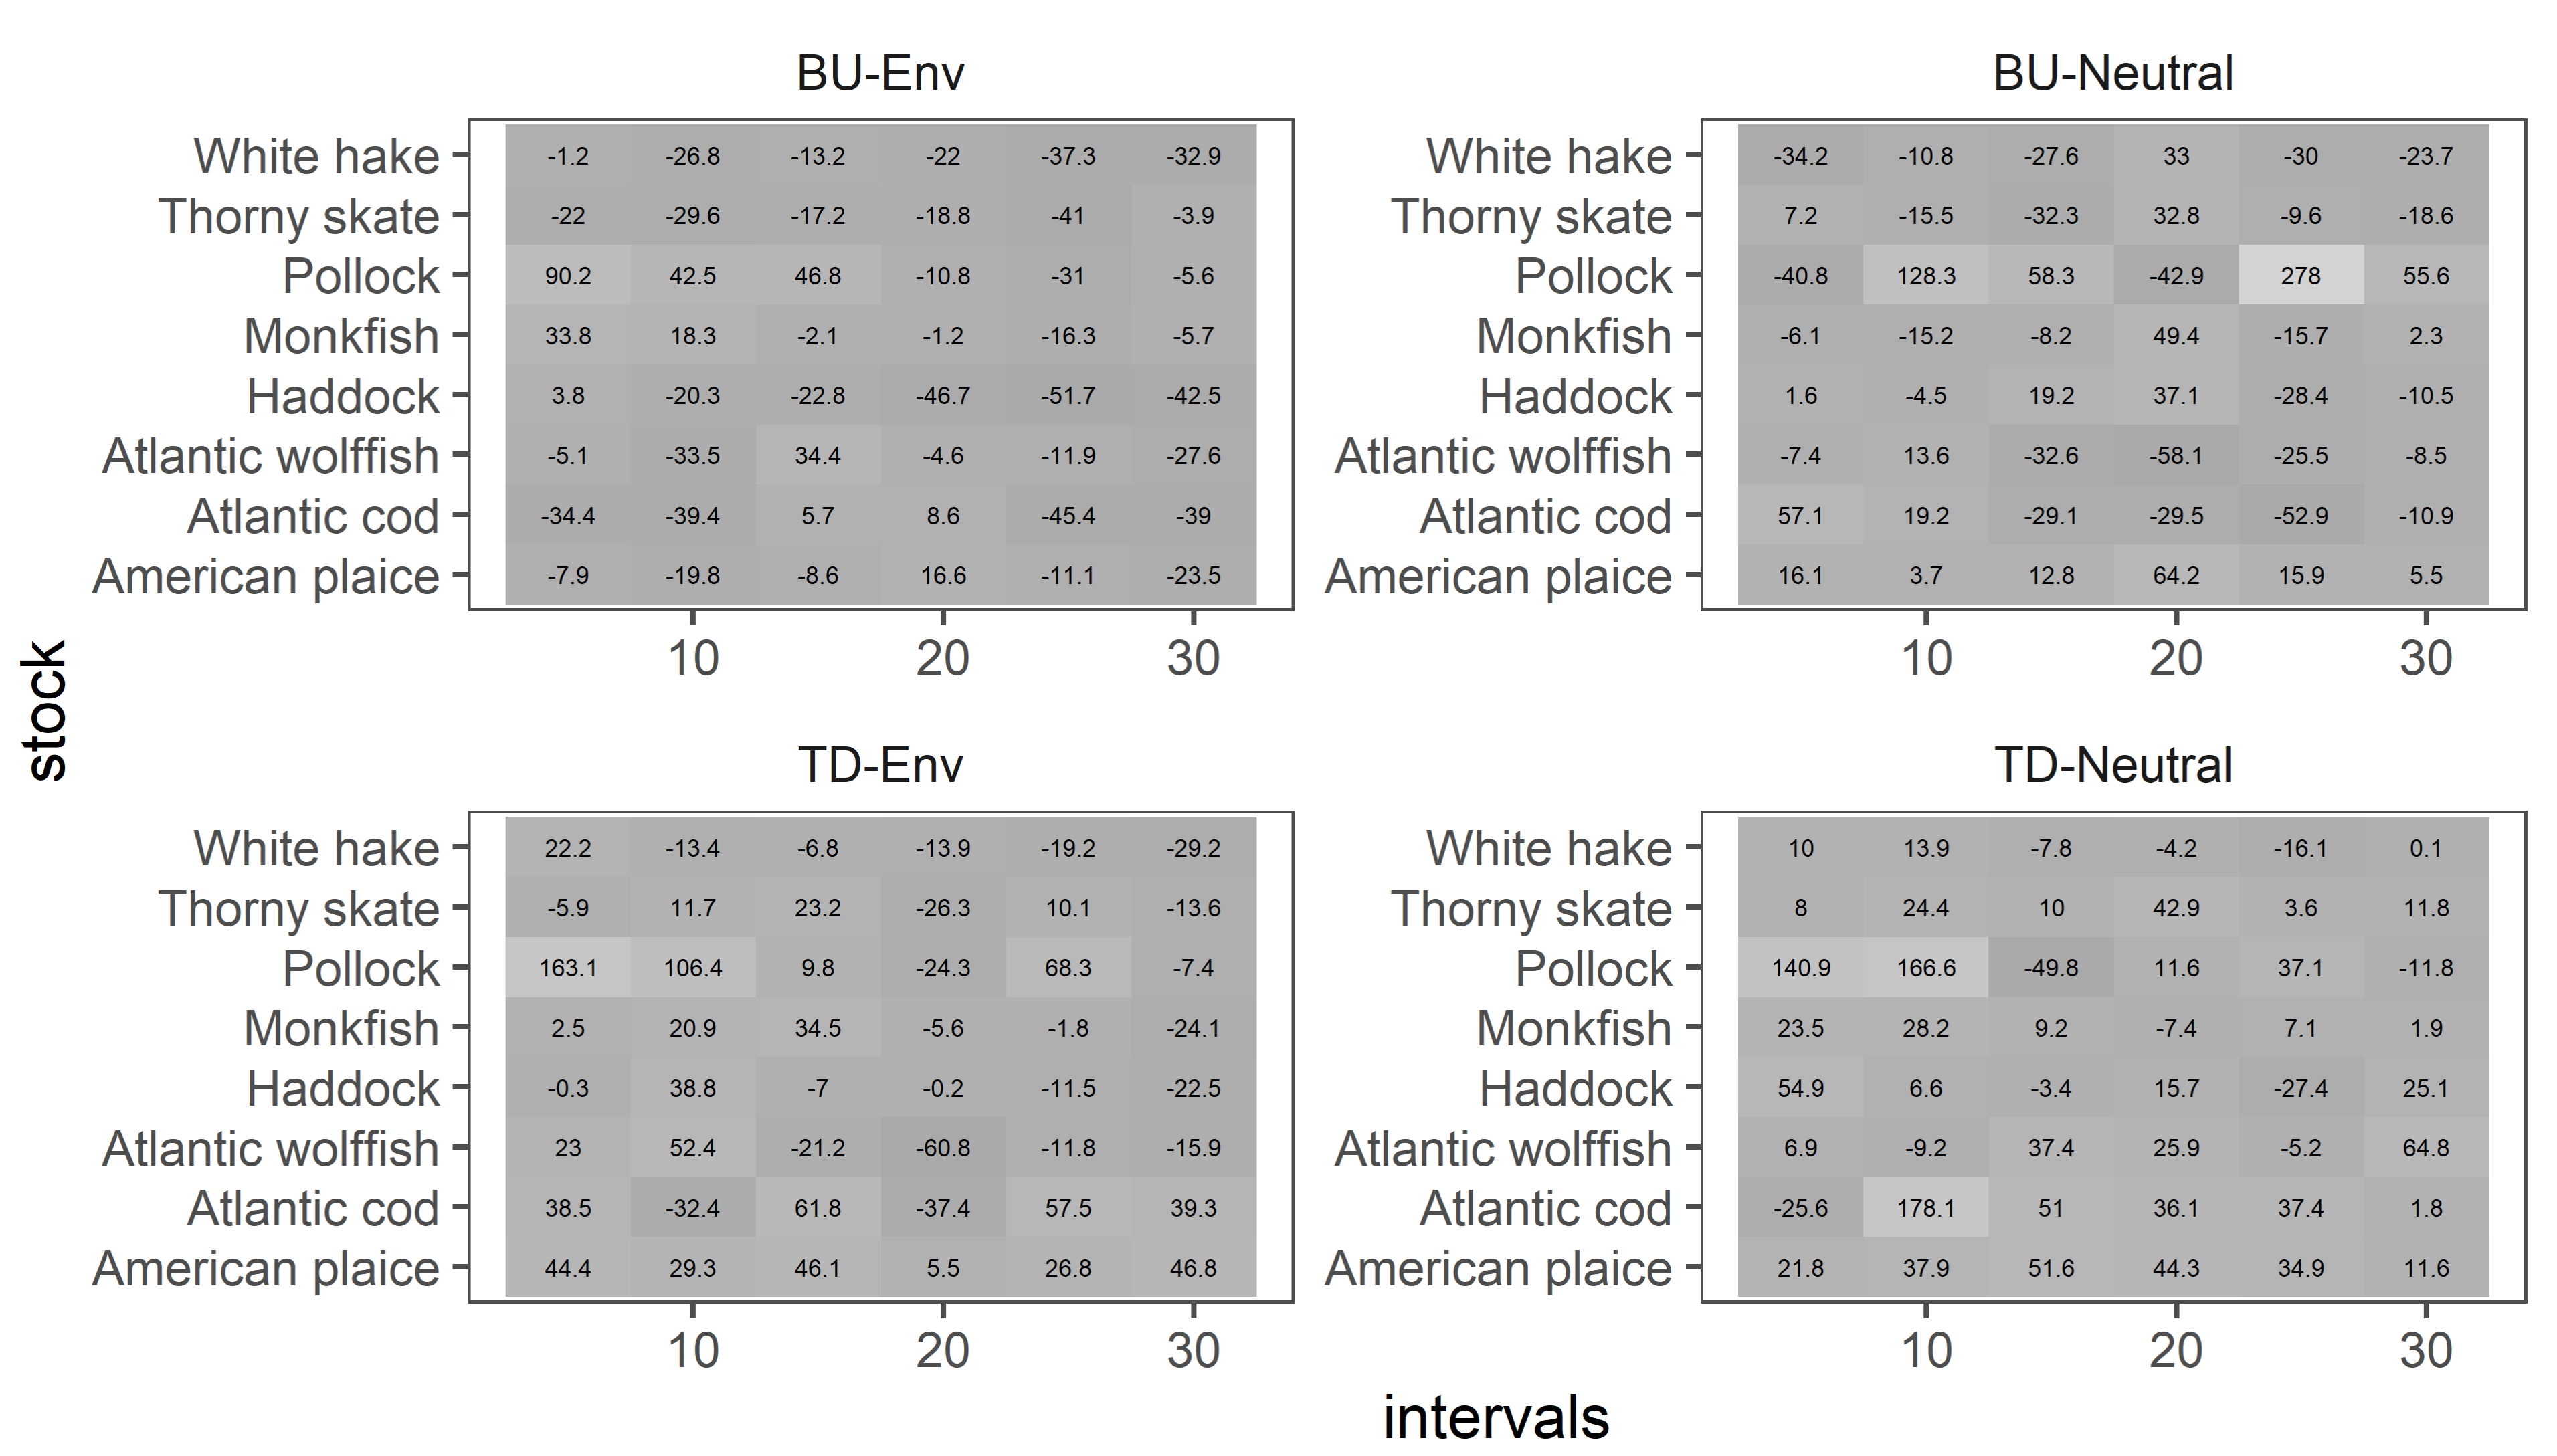 BU-Env
White hake -1.2 -26.8 -13.2 -22 -37.3 -32.9
Thorny skate -22 -29.6 -17.2 -18.8 -41 -3.9
Pollock 90.2 42.5 46.8 -10.8 -31 -5.6
Monkfish 33.8 18.3 -2.1 -1.2 -16.3 -5.7
Haddock 3.8 -20.3 -22.8 -46.7 -51.7 -42.5
Atlantic wolffish -5.1 -33.5 34.4 -4.6 -11.9 -27.6
Atlantic cod -34.4 -39.4 5.7 8.6 -45.4 -39
American plaice -7.9 -19.8 -8.6 16.6 -11.1 -23.5
10 20 30
BU-Neutral
White hake -34.2 -10.8 -27.6 33 -30 -23.7
Thorny skate 7.2 -15.5 -32.3 32.8 -9.6 -18.6
Pollock -40.8 128.3 58.3 -42.9 278 55.6
Monkfish -6.1 -15.2 -8.2 49.4 -15.7 2.3
Haddock 1.6 -4.5 19.2 37.1 -28.4 -10.5
Atlantic wolffish -7.4 13.6 -32.6 -58.1 -25.5 -8.5
Atlantic cod 57.1 19.2 -29.1 -29.5 -52.9 -10.9
American plaice 16.1 3.7 12.8 64.2 15.9 5.5
10 20 30
stock
TD-Env
White hake 22.2 -13.4 -6.8 -13.9 -19.2 -29.2
Thorny skate -5.9 11.7 23.2 -26.3 10.1 -13.6
Pollock 163.1 106.4 9.8 -24.3 68.3 -7.4
Monkfish 2.5 20.9 34.5 -5.6 -1.8 -24.1
Haddock -0.3 38.8 -7 -0.2 -11.5 -22.5
Atlantic wolffish 23 52.4 -21.2 -60.8 -11.8 -15.9
Atlantic cod 38.5 -32.4 61.8 -37.4 57.5 39.3
American plaice 44.4 29.3 46.1 5.5 26.8 46.8
10 20 30
TD-Neutral
White hake 10 13.9 -7.8 -4.2 -16.1 0.1
Thorny skate 8 24.4 10 42.9 3.6 11.8
Pollock 140.9 166.6 -49.8 11.6 37.1 -11.8
Monkfish 23.5 28.2 9.2 -7.4 7.1 1.9
Haddock 54.9 6.6 -3.4 15.7 -27.4 25.1
Atlantic wolffish 6.9 -9.2 37.4 25.9 -5.2 64.8
Atlantic cod -25.6 178.1 51 36.1 37.4 1.8
American plaice 21.8 37.9 51.6 44.3 34.9 11.6
10 20 30
intervals